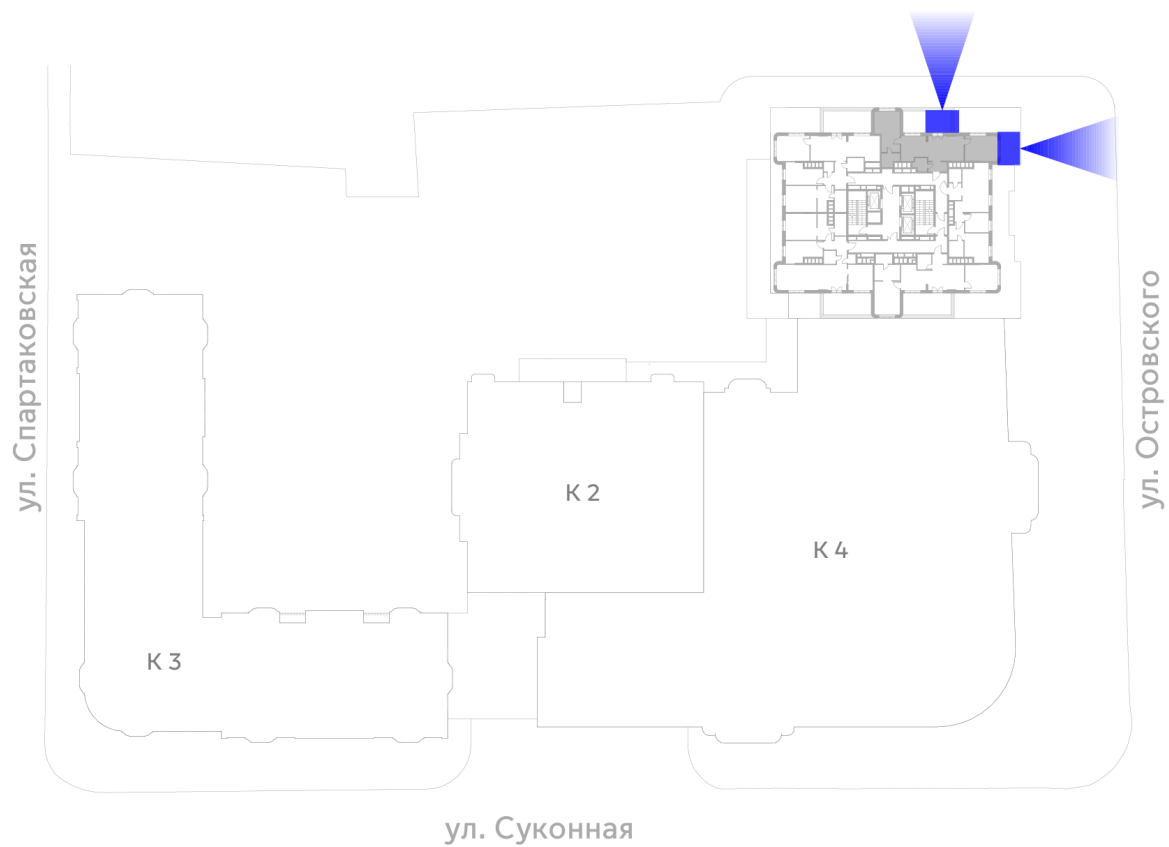 ул. Спартаковская
ул. Островского
К 2
К 4
К 3
ул. Суконная